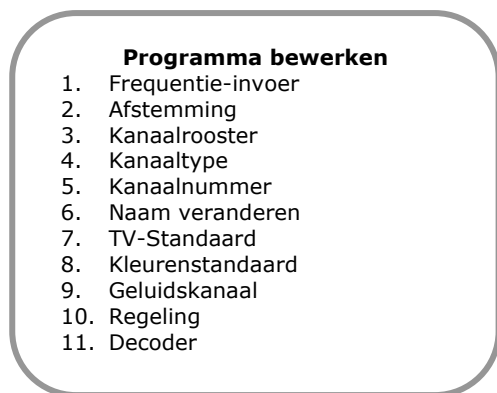 Programma bewerken
1. Frequentie-invoer
2. Afstemming
3. Kanaalrooster
4. Kanaaltype
5. Kanaalnummer
6. Naam veranderen
7. TV-Standaard
8. Kleurenstandaard
9. Geluidskanaal
10. Regeling
11. Decoder